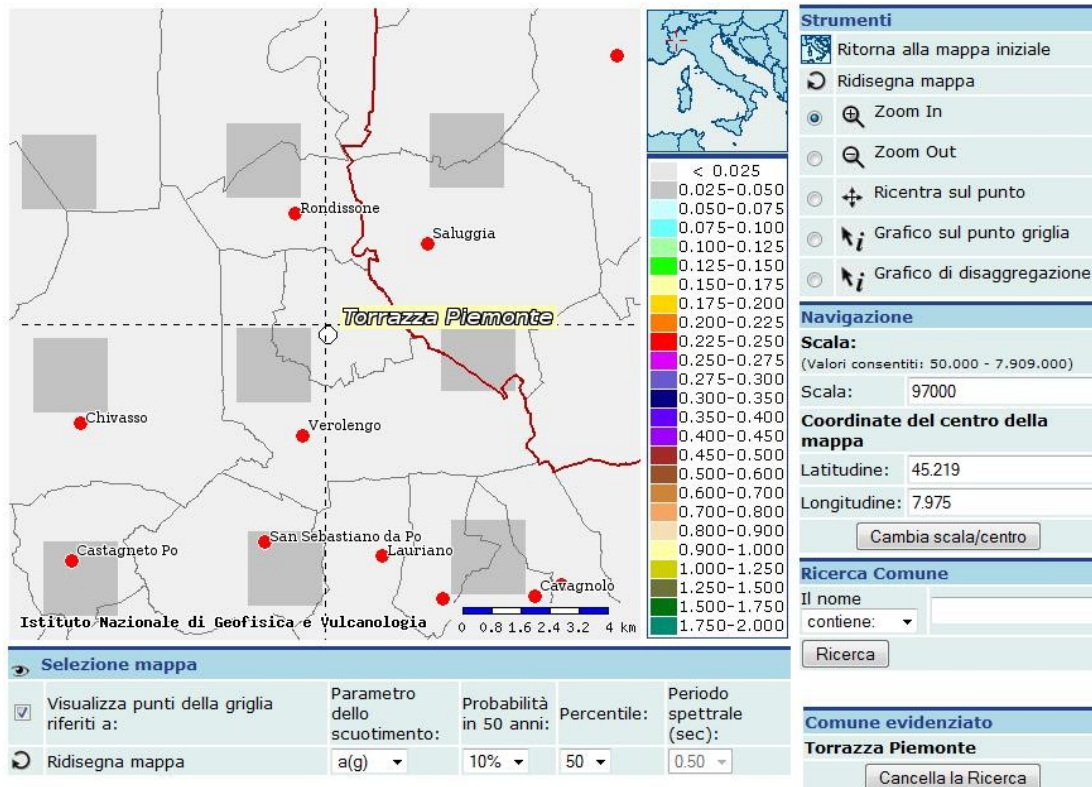 Rondissone
Saluggia
Torrazza Piemonte
Chivasso
Verolengo
San Sebastiano da Po
Castagneto Po
Lauriano
Cavagnolo
Istituto Nazionale di Geofisica e Vulcanologia
0 0.8 1.6 2.4 3.2 4 km
< 0.025
0.025-0.050
0.050-0.075
0.075-0.100
0.100-0.125
0.125-0.150
0.150-0.175
0.175-0.200
0.200-0.225
0.225-0.250
0.250-0.275
0.275-0.300
0.300-0.350
0.350-0.400
0.400-0.450
0.450-0.500
0.500-0.600
0.600-0.700
0.700-0.800
0.800-0.900
0.900-1.000
1.000-1.250
1.250-1.500
1.500-1.750
1.750-2.000
Strumenti
Ritorna alla mappa iniziale
Ridisegna mappa
Zoom In
Zoom Out
Ricentra sul punto
i Grafico sul punto griglia
i Grafico di disaggregazione
Navigazione
Scala:
(Valori consentiti: 50.000 - 7.909.000)
Scala: 97000
Coordinate del centro della
mappa
Latitudine: 45.219
Longitudine: 7.975
Cambia scala/centro
Ricerca Comune
Il nome
contiene:
Ricerca
Comune evidenziato
Torrazza Piemonte
Cancella la Ricerca
Selezione mappa
Visualizza punti della griglia
riferiti a:
Parametro
dello
scuotimento:
Probabilità
in 50 anni:
Percentile:
Periodo
spettrale
(sec):
Ridisegna mappa
a(g) 10% 50 0.50